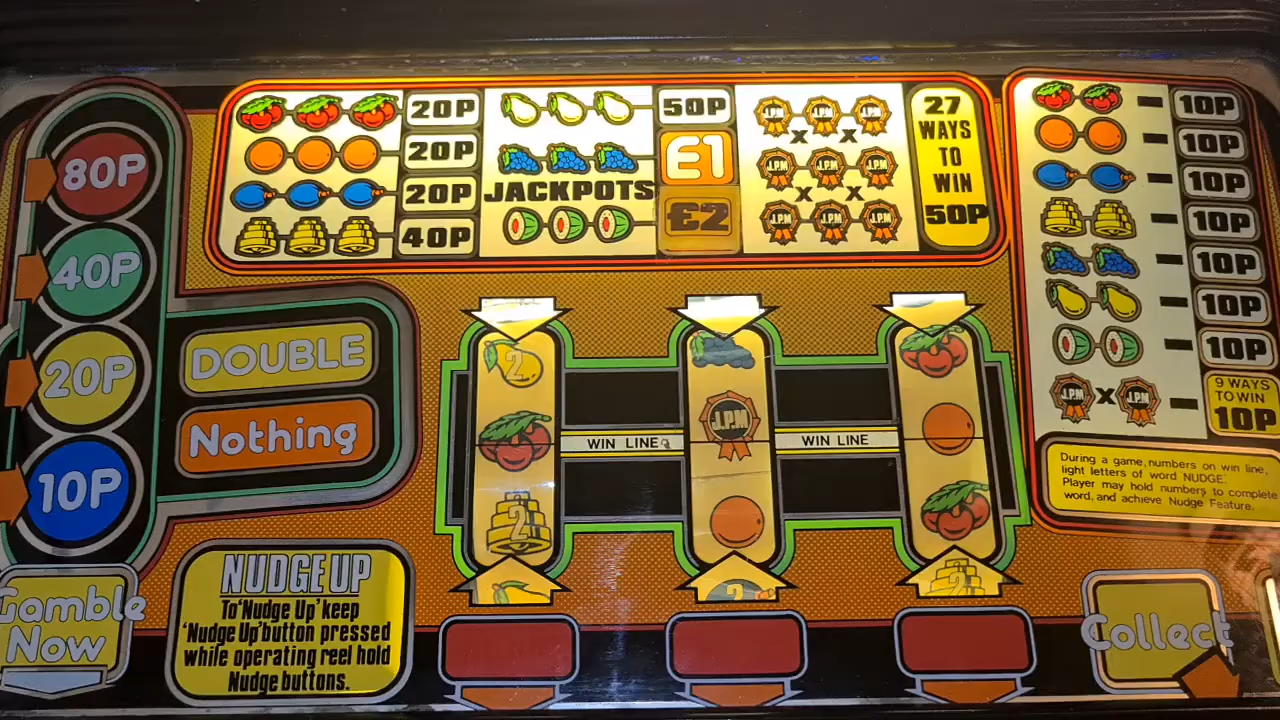 80P
40P
20P
10P
DOUBLE
Nothing
Gamble
Now
NUDGE UP
To 'Nudge Up' keep
'Nudge Up' button pressed
while operating reel hold
Nudge buttons.
20P
20P
20P
40P
JACKPOTS
50P
£1
£2
J.P.M J.P.M J.P.M
X X
J.P.M J.P.M J.P.M
X X
J.P.M J.P.M J.P.M
27
WAYS
TO
WIN
50P
2
2
WIN LINE
J.P.M
2
WIN LINE
2
10P
10P
10P
10P
10P
10P
10P
J.P.M X J.P.M
9 WAYS
TO WIN
10P
During a game, numbers on win line,
light letters of word NUDGE.
Player may hold numbers to complete
word, and achieve Nudge Feature.
Collect